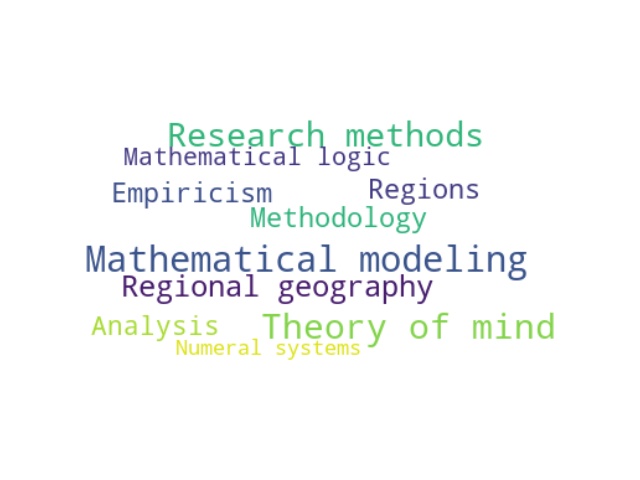 Research methods
Mathematical logic
Empiricism
Regions
Methodology
Mathematical modeling
Regional geography
Analysis
Theory of mind
Numeral systems